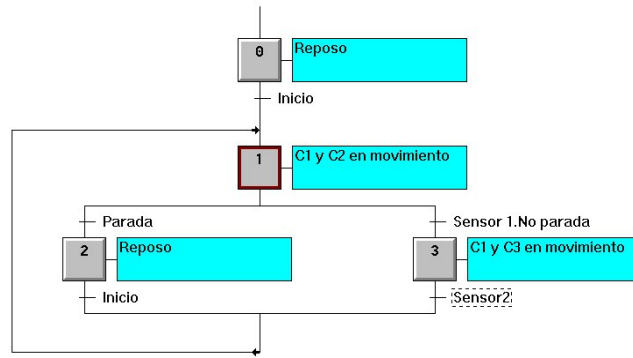 0
Reposo
Inicio
1
C1 y C2 en movimiento
Parada
Sensor 1.No parada
2
Reposo
3
C1 y C3 en movimiento
Inicio
Sensor2